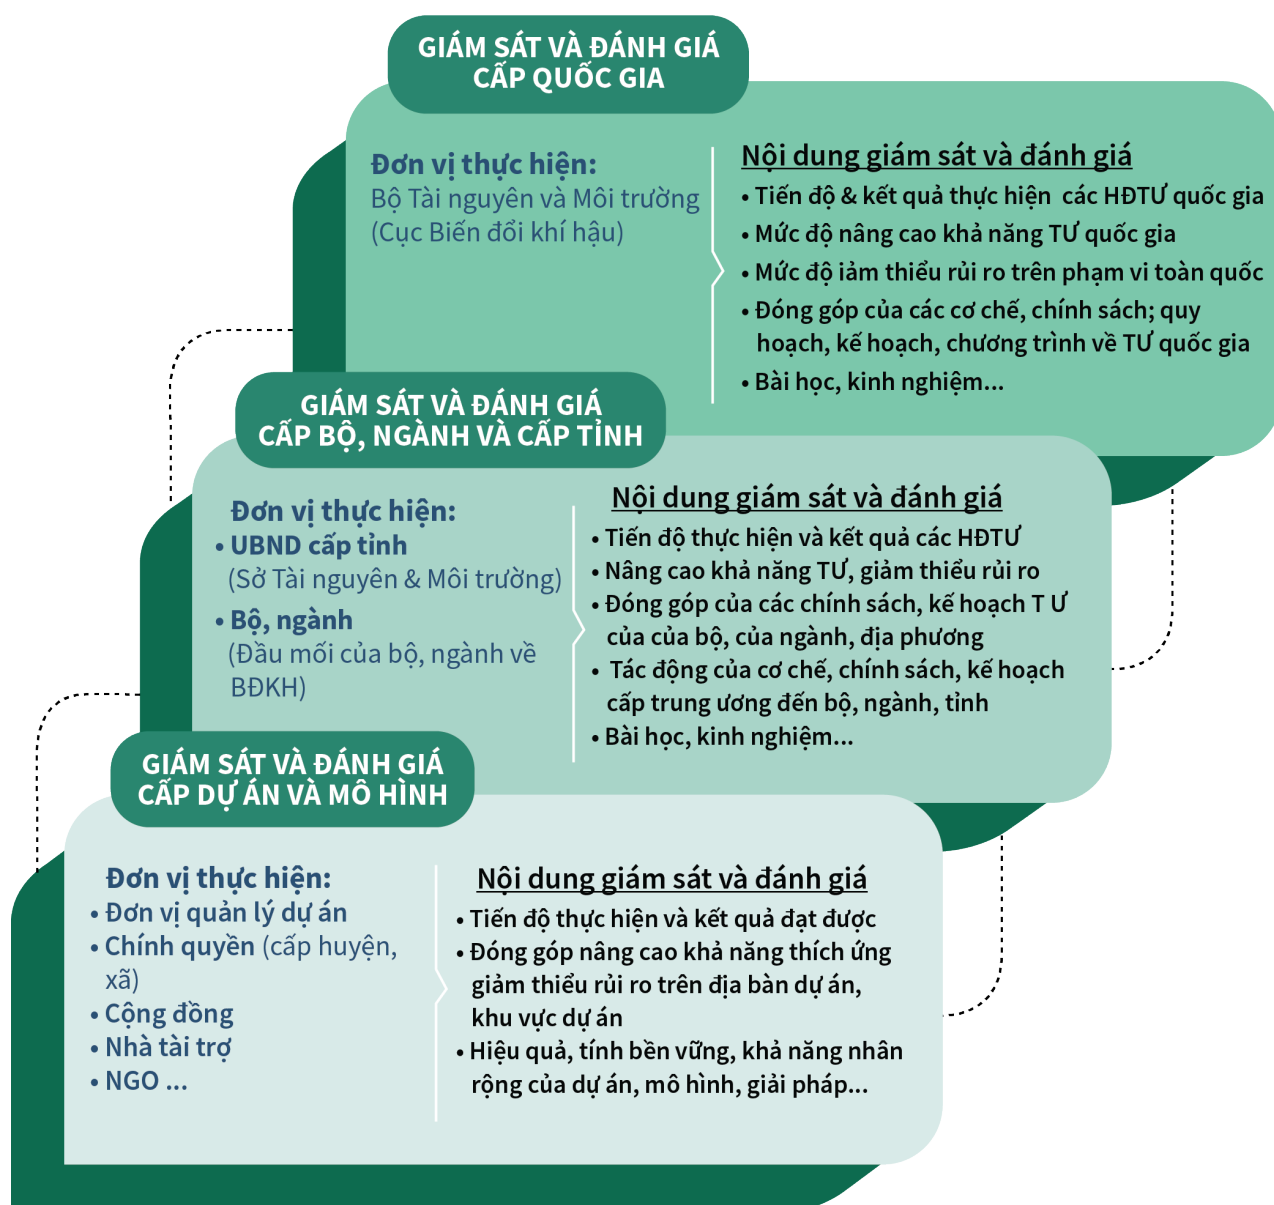 GIÁM SÁT VÀ ĐÁNH GIÁ
CẤP QUỐC GIA
Đơn vị thực hiện:
Bộ Tài nguyên và Môi trường
(Cục Biến đổi khí hậu)
Nội dung giám sát và đánh giá
• Tiến độ & kết quả thực hiện các HĐTƯ quốc gia
• Mức độ nâng cao khả năng TƯ quốc gia
• Mức độ iảm thiểu rủi ro trên phạm vi toàn quốc
• Đóng góp của các cơ chế, chính sách; quy
hoạch, kế hoạch, chương trình về TƯ quốc gia
• Bài học, kinh nghiệm...
GIÁM SÁT VÀ ĐÁNH GIÁ
CẤP BỘ, NGÀNH VÀ CẤP TỈNH
Đơn vị thực hiện:
• UBND cấp tỉnh
(Sở Tài nguyên & Môi trường)
• Bộ, ngành
(Đầu mối của bộ, ngành về
BĐKH)
Nội dung giám sát và đánh giá
• Tiến độ thực hiện và kết quả các HĐTƯ
• Nâng cao khả năng TƯ, giảm thiểu rủi ro
• Đóng góp của các chính sách, kế hoạch T Ư
của của bộ, của ngành, địa phương
• Tác động của cơ chế, chính sách, kế hoạch
cấp trung ương đến bộ, ngành, tỉnh
• Bài học, kinh nghiệm...
GIÁM SÁT VÀ ĐÁNH GIÁ
CẤP DỰ ÁN VÀ MÔ HÌNH
Đơn vị thực hiện:
• Đơn vị quản lý dự án
• Chính quyền (cấp huyện,
xã)
• Cộng đồng
• Nhà tài trợ
• NGO ...
Nội dung giám sát và đánh giá
• Tiến độ thực hiện và kết quả đạt được
• Đóng góp nâng cao khả năng thích ứng
giảm thiểu rủi ro trên địa bàn dự án,
khu vực dự án
• Hiệu quả, tính bền vững, khả năng nhân
rộng của dự án, mô hình, giải pháp...